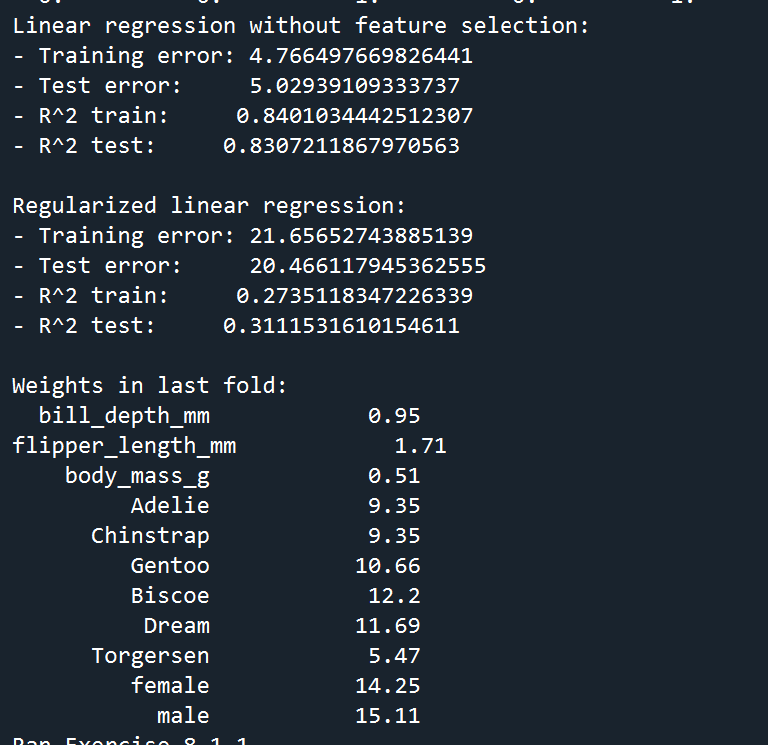 Linear regression without feature selection:
- Training error: 4.766497669826441
- Test error: 5.02939109333737
- R^2 train: 0.8401034442512307
- R^2 test: 0.8307211867970563
Regularized linear regression:
- Training error: 21.65652743885139
- Test error: 20.466117945362555
- R^2 train: 0.2735118347226339
- R^2 test: 0.3111531610154611
Weights in last fold:
bill_depth_mm 0.95
flipper_length_mm 1.71
body_mass_g 0.51
Adelie 9.35
Chinstrap 9.35
Gentoo 10.66
Biscoe 12.2
Dream 11.69
Torgersen 5.47
female 14.25
male 15.11
Ran Exercise 8.1.1